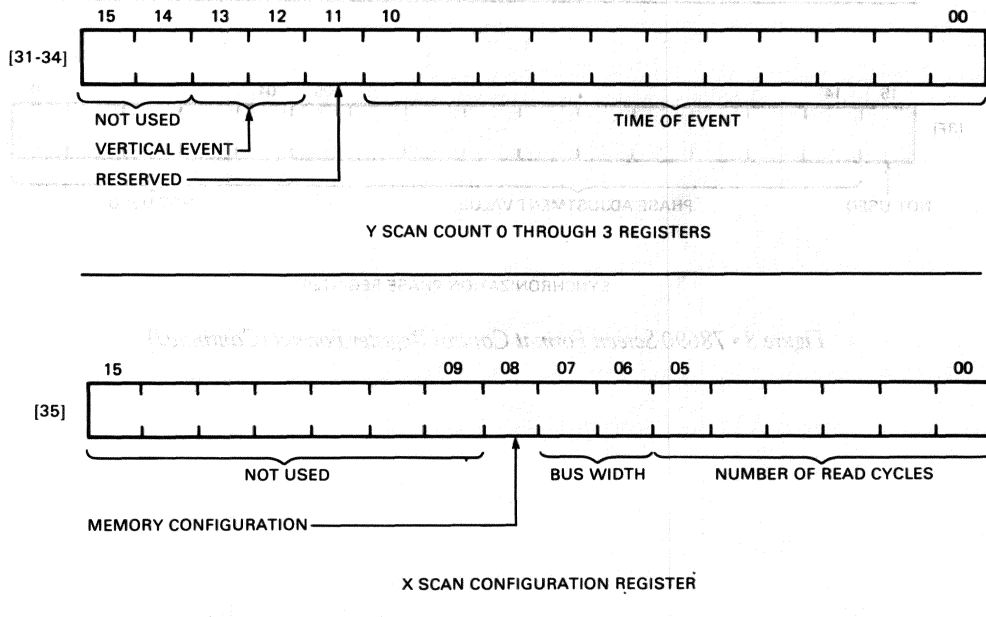 15 14 13 12 11 10 00
[31-34]
NOT USED
TIME OF EVENT
VERTICAL EVENT
RESERVED
Y SCAN COUNT 0 THROUGH 3 REGISTERS
15 09 08 07 06 05 00
[35]
NOT USED
BUS WIDTH
NUMBER OF READ CYCLES
MEMORY CONFIGURATION
X SCAN CONFIGURATION REGISTER